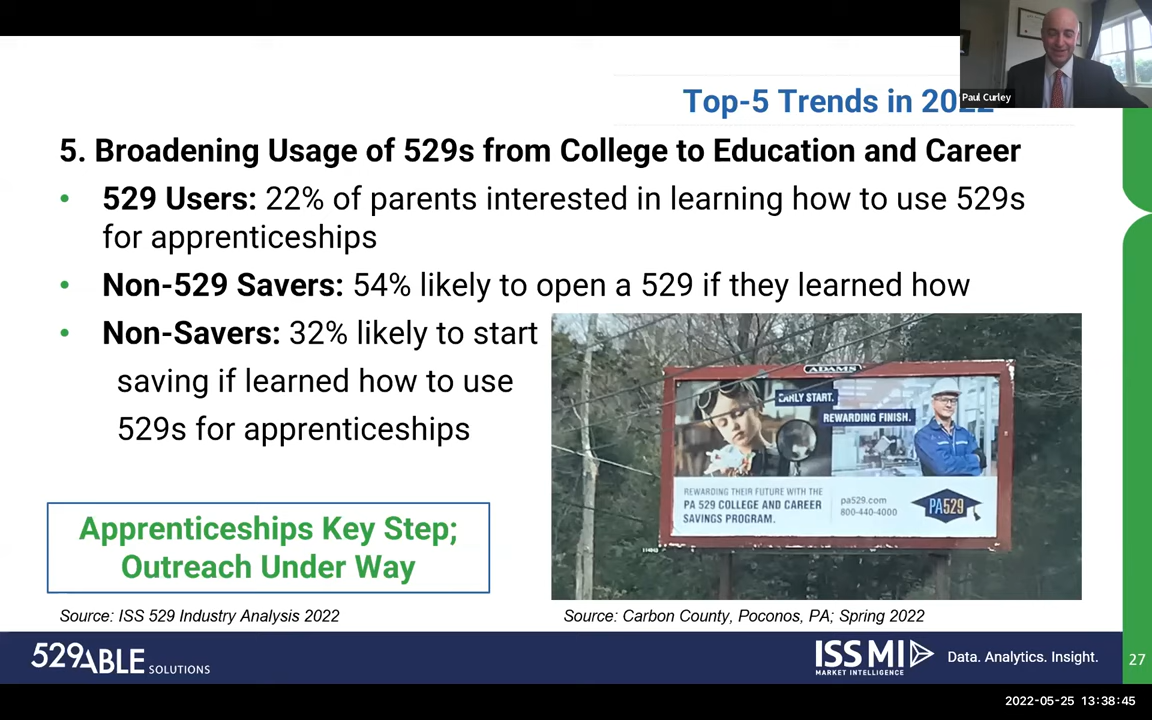 Paul Curley
Top-5 Trends in 2022
5. Broadening Usage of 529s from College to Education and Career
• 529 Users: 22% of parents interested in learning how to use 529s
for apprenticeships
• Non-529 Savers: 54% likely to open a 529 if they learned how
• Non-Savers: 32% likely to start
saving if learned how to use
529s for apprenticeships
ADAMS
EARLY START.
REWARDING FINISH.
REWARDING THEIR FUTURE WITH THE
PA 529 COLLEGE AND CAREER
SAVINGS PROGRAM.
pa529.com
800-440-4000
PA529
Apprenticeships Key Step;
Outreach Under Way
Source: ISS 529 Industry Analysis 2022
Source: Carbon County, Poconos, PA; Spring 2022
529ABLE SOLUTIONS
ISS MI
MARKET INTELLIGENCE
Data. Analytics. Insight.
27
2022-05-25 13:38:45